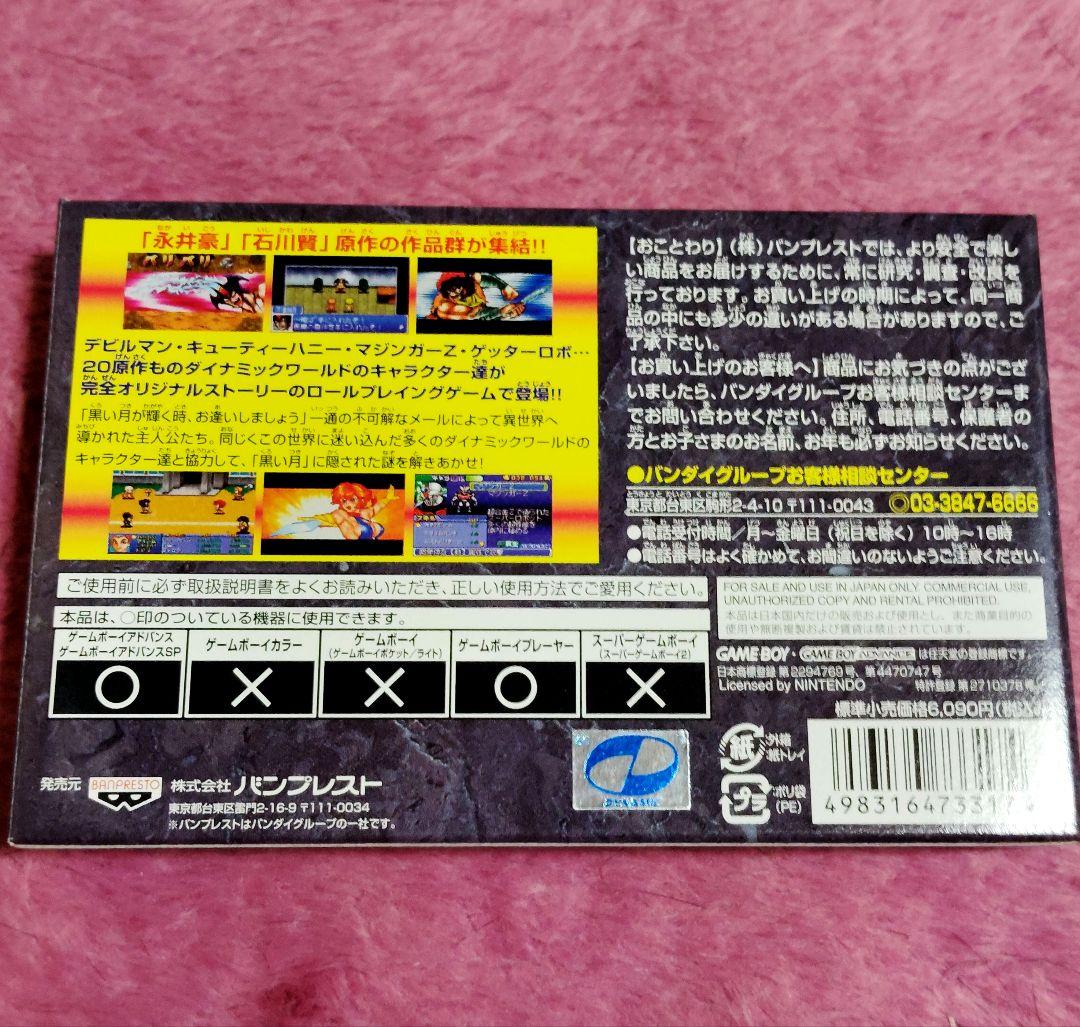 「永井豪」「石川賢」原作の作品群が集結!!
バリバリ
デビルマン・キューティーハニー・マジンガーZ・ゲッターロボ…
20原作ものダイナミックワールドのキャラクター達が
完全オリジナルストーリーのロールプレイングゲームで登場!!
「黒い月が輝く時、お逢いしましょう」一通の不可解なメールによって異世界へ
導かれた主人公たち。同じくこの世界に迷い込んだ多くのダイナミックワールドの
キャラクター達と協力して、「黒い月」に隠された謎を解きあかせ!
【おことわり】(株)バンプレストでは、より安全で楽し
い商品をお届けするために、常に研究・調査・改良を
行っております。お買い上げの時期によって、同一商
品の中にも多少の違いがある場合がありますので、ご
了承下さい。
【お買い上げのお客様へ】商品にお気づきの点がござ
いましたら、バンダイグループお客様相談センターま
でお問い合わせください。住所、電話番号、保護者の
方とお子さまのお名前、お年も必ずお知らせください。
●バンダイグループお客様相談センター
東京都台東区駒形2-4-10 〒111-0043 ◎03-3847-6666
●電話受付時間/月〜金曜日(祝日を除く)10時〜16時
●電話番号はよく確かめて、お間違いのないようご注意ください。
ご使用前に必ず取扱説明書をよくお読みいただき、正しい使用方法でご愛用ください。
本品は、○印のついている機器に使用できます。
ゲームボーイアドバンス
ゲームボーイアドバンスSP
ゲームボーイカラー
ゲームボーイ
(ゲームボーイポケット/ライト)
ゲームボーイプレーヤー
スーパーゲームボーイ
(スーパーゲームボーイ2)
○ × × ○ ×
FOR SALE AND USE IN JAPAN ONLY. COMMERCIAL USE,
UNAUTHORIZED COPY AND RENTAL PROHIBITED.
本品は日本国内だけの販売および使用とし、また商業目的の
使用や無断複製および賃貸は禁止されています。
GAME BOY・GAME BOY ADVANCE は任天堂の登録商標です。
日本商標登録 第2294769号、第4470747号
Licensed by NINTENDO 特許登録 第2710378号
標準小売価格6,090円(税込)
紙
外箱
紙トレイ
プラ
ポリ袋
(PE)
発売元 BANPRESTO 株式会社 バンプレスト
東京都台東区雷門2-16-9 〒111-0034
※バンプレストはバンダイグループの一社です。
DYNAMIC